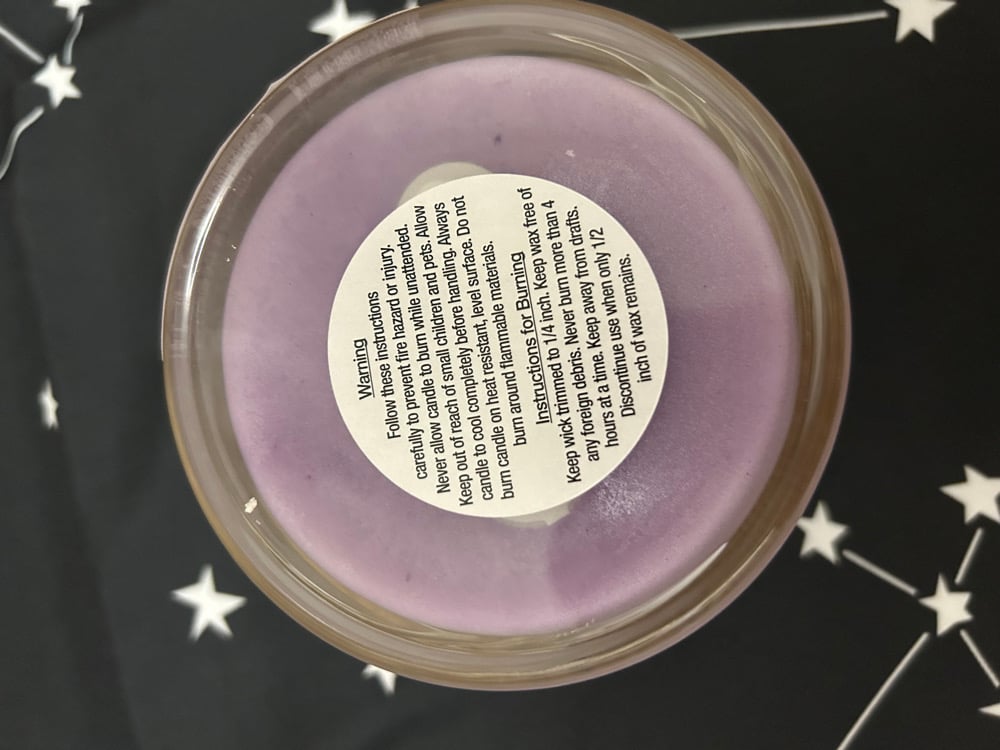 Warning
Follow these instructions
carefully to prevent fire hazard or injury.
Never allow candle to burn while unattended.
Keep out of reach of small children and pets. Allow
candle to cool completely before handling. Always
burn candle on heat resistant, level surface. Do not
burn around flammable materials.
Instructions for Burning
Keep wick trimmed to 1/4 inch. Keep wax free of
any foreign debris. Never burn more than 4
hours at a time. Keep away from drafts.
Discontinue use when only 1/2
inch of wax remains.